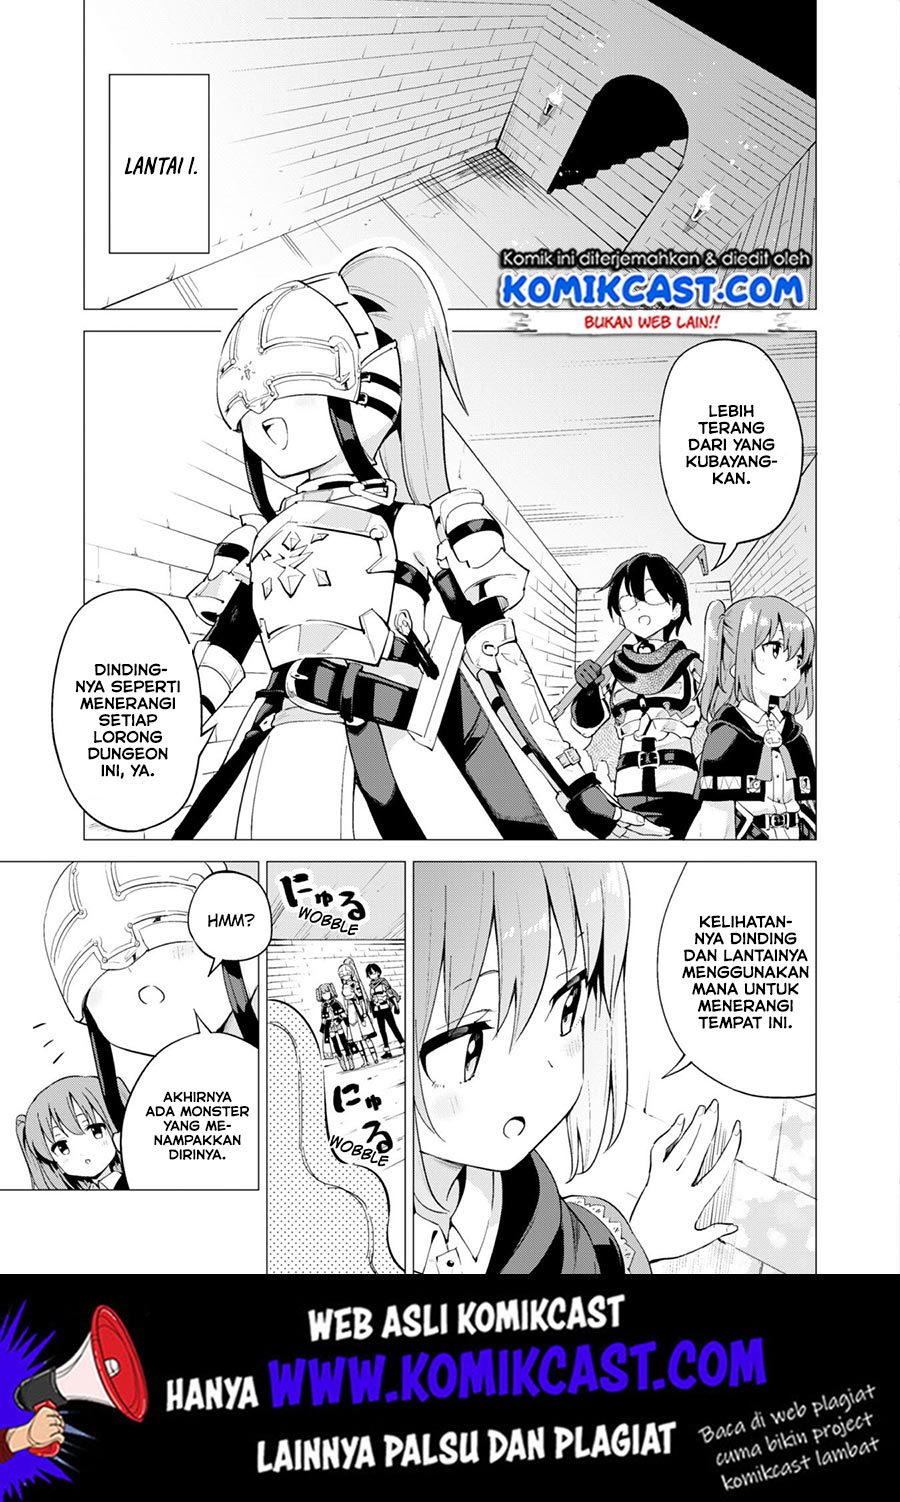 LANTAI 1.
Komik ini diterjemahkan & diedit oleh
KOMIKCAST.COM
BUKAN WEB LAIN!!
LEBIH
TERANG
DARI YANG
KUBAYANG-
KAN.
DINDING-
NYA SEPERTI
MENERANGI
SETIAP
LORONG
DUNGEON
INI, YA.
KELIHATAN-
NYA DINDING
DAN LANTAINYA
MENGGUNAKAN
MANA UNTUK
MENERANGI
TEMPAT INI.
にゅる
WOBBLE
にゅる
WOBBLE
HMM?
AKHIRNYA
ADA MONSTER
YANG ME-
NAMPAKKAN
DIRINYA.
WEB ASLI KOMIKCAST
HANYA WWW.KOMIKCAST.COM
LAINNYA PALSU DAN PLAGIAT
Baca di web plagiat
cuma bikin project
komikcast lambat